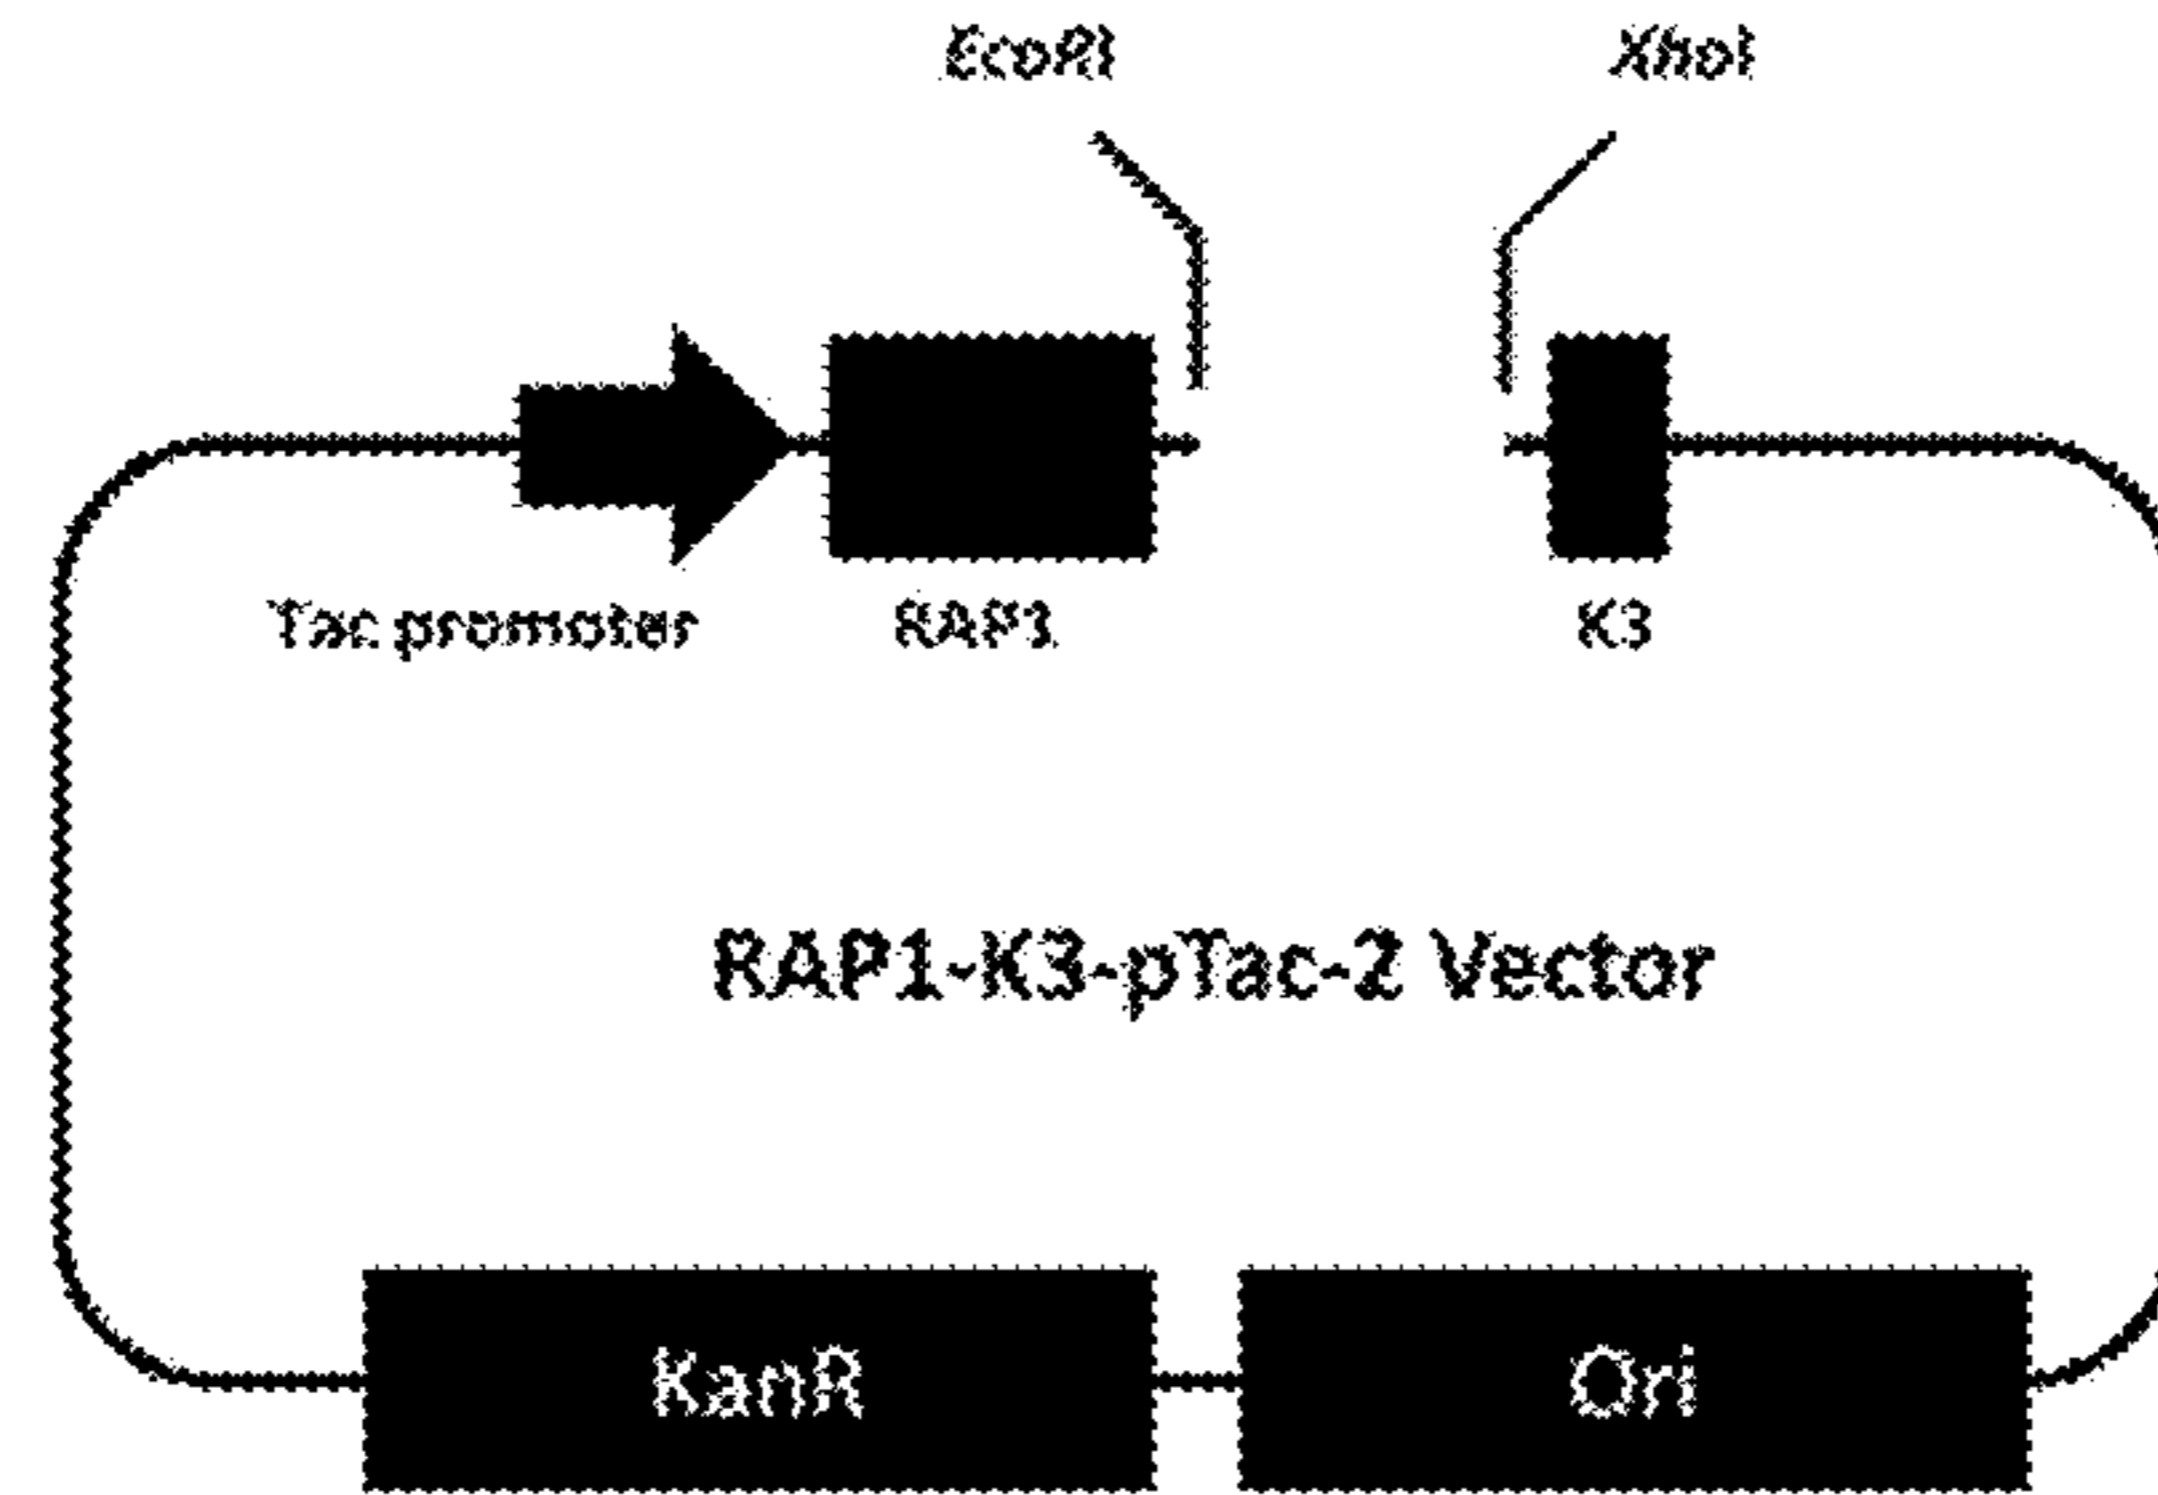 EcoRI XhoI
Tac promoter RAP1 K3
RAP1-K3-pTac-2 Vector
KanR Ori